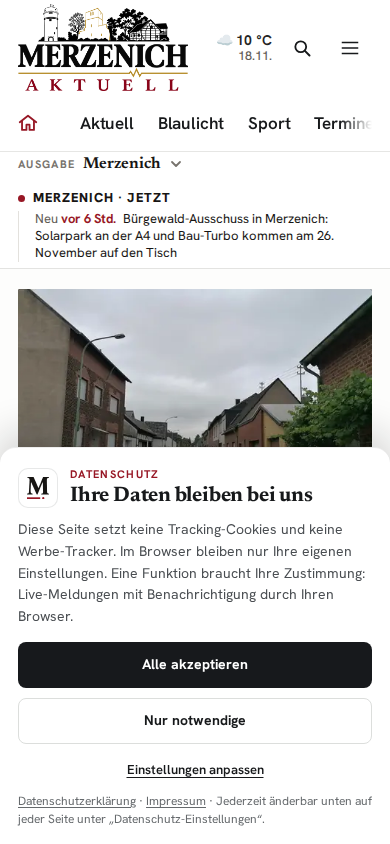 MERZENICH
AKTUELL
10 °C
18.11.
Aktuell Blaulicht Sport Termine
AUSGABE Merzenich
MERZENICH · JETZT
Neu vor 6 Std. Bürgewald-Ausschuss in Merzenich:
Solarpark an der A4 und Bau-Turbo kommen am 26.
November auf den Tisch
M
DATENSCHUTZ
Ihre Daten bleiben bei uns
Diese Seite setzt keine Tracking-Cookies und keine
Werbe-Tracker. Im Browser bleiben nur Ihre eigenen
Einstellungen. Eine Funktion braucht Ihre Zustimmung:
Live-Meldungen mit Benachrichtigung durch Ihren
Browser.
Alle akzeptieren
Nur notwendige
Einstellungen anpassen
Datenschutzerklärung · Impressum · Jederzeit änderbar unten auf
jeder Seite unter „Datenschutz-Einstellungen“.